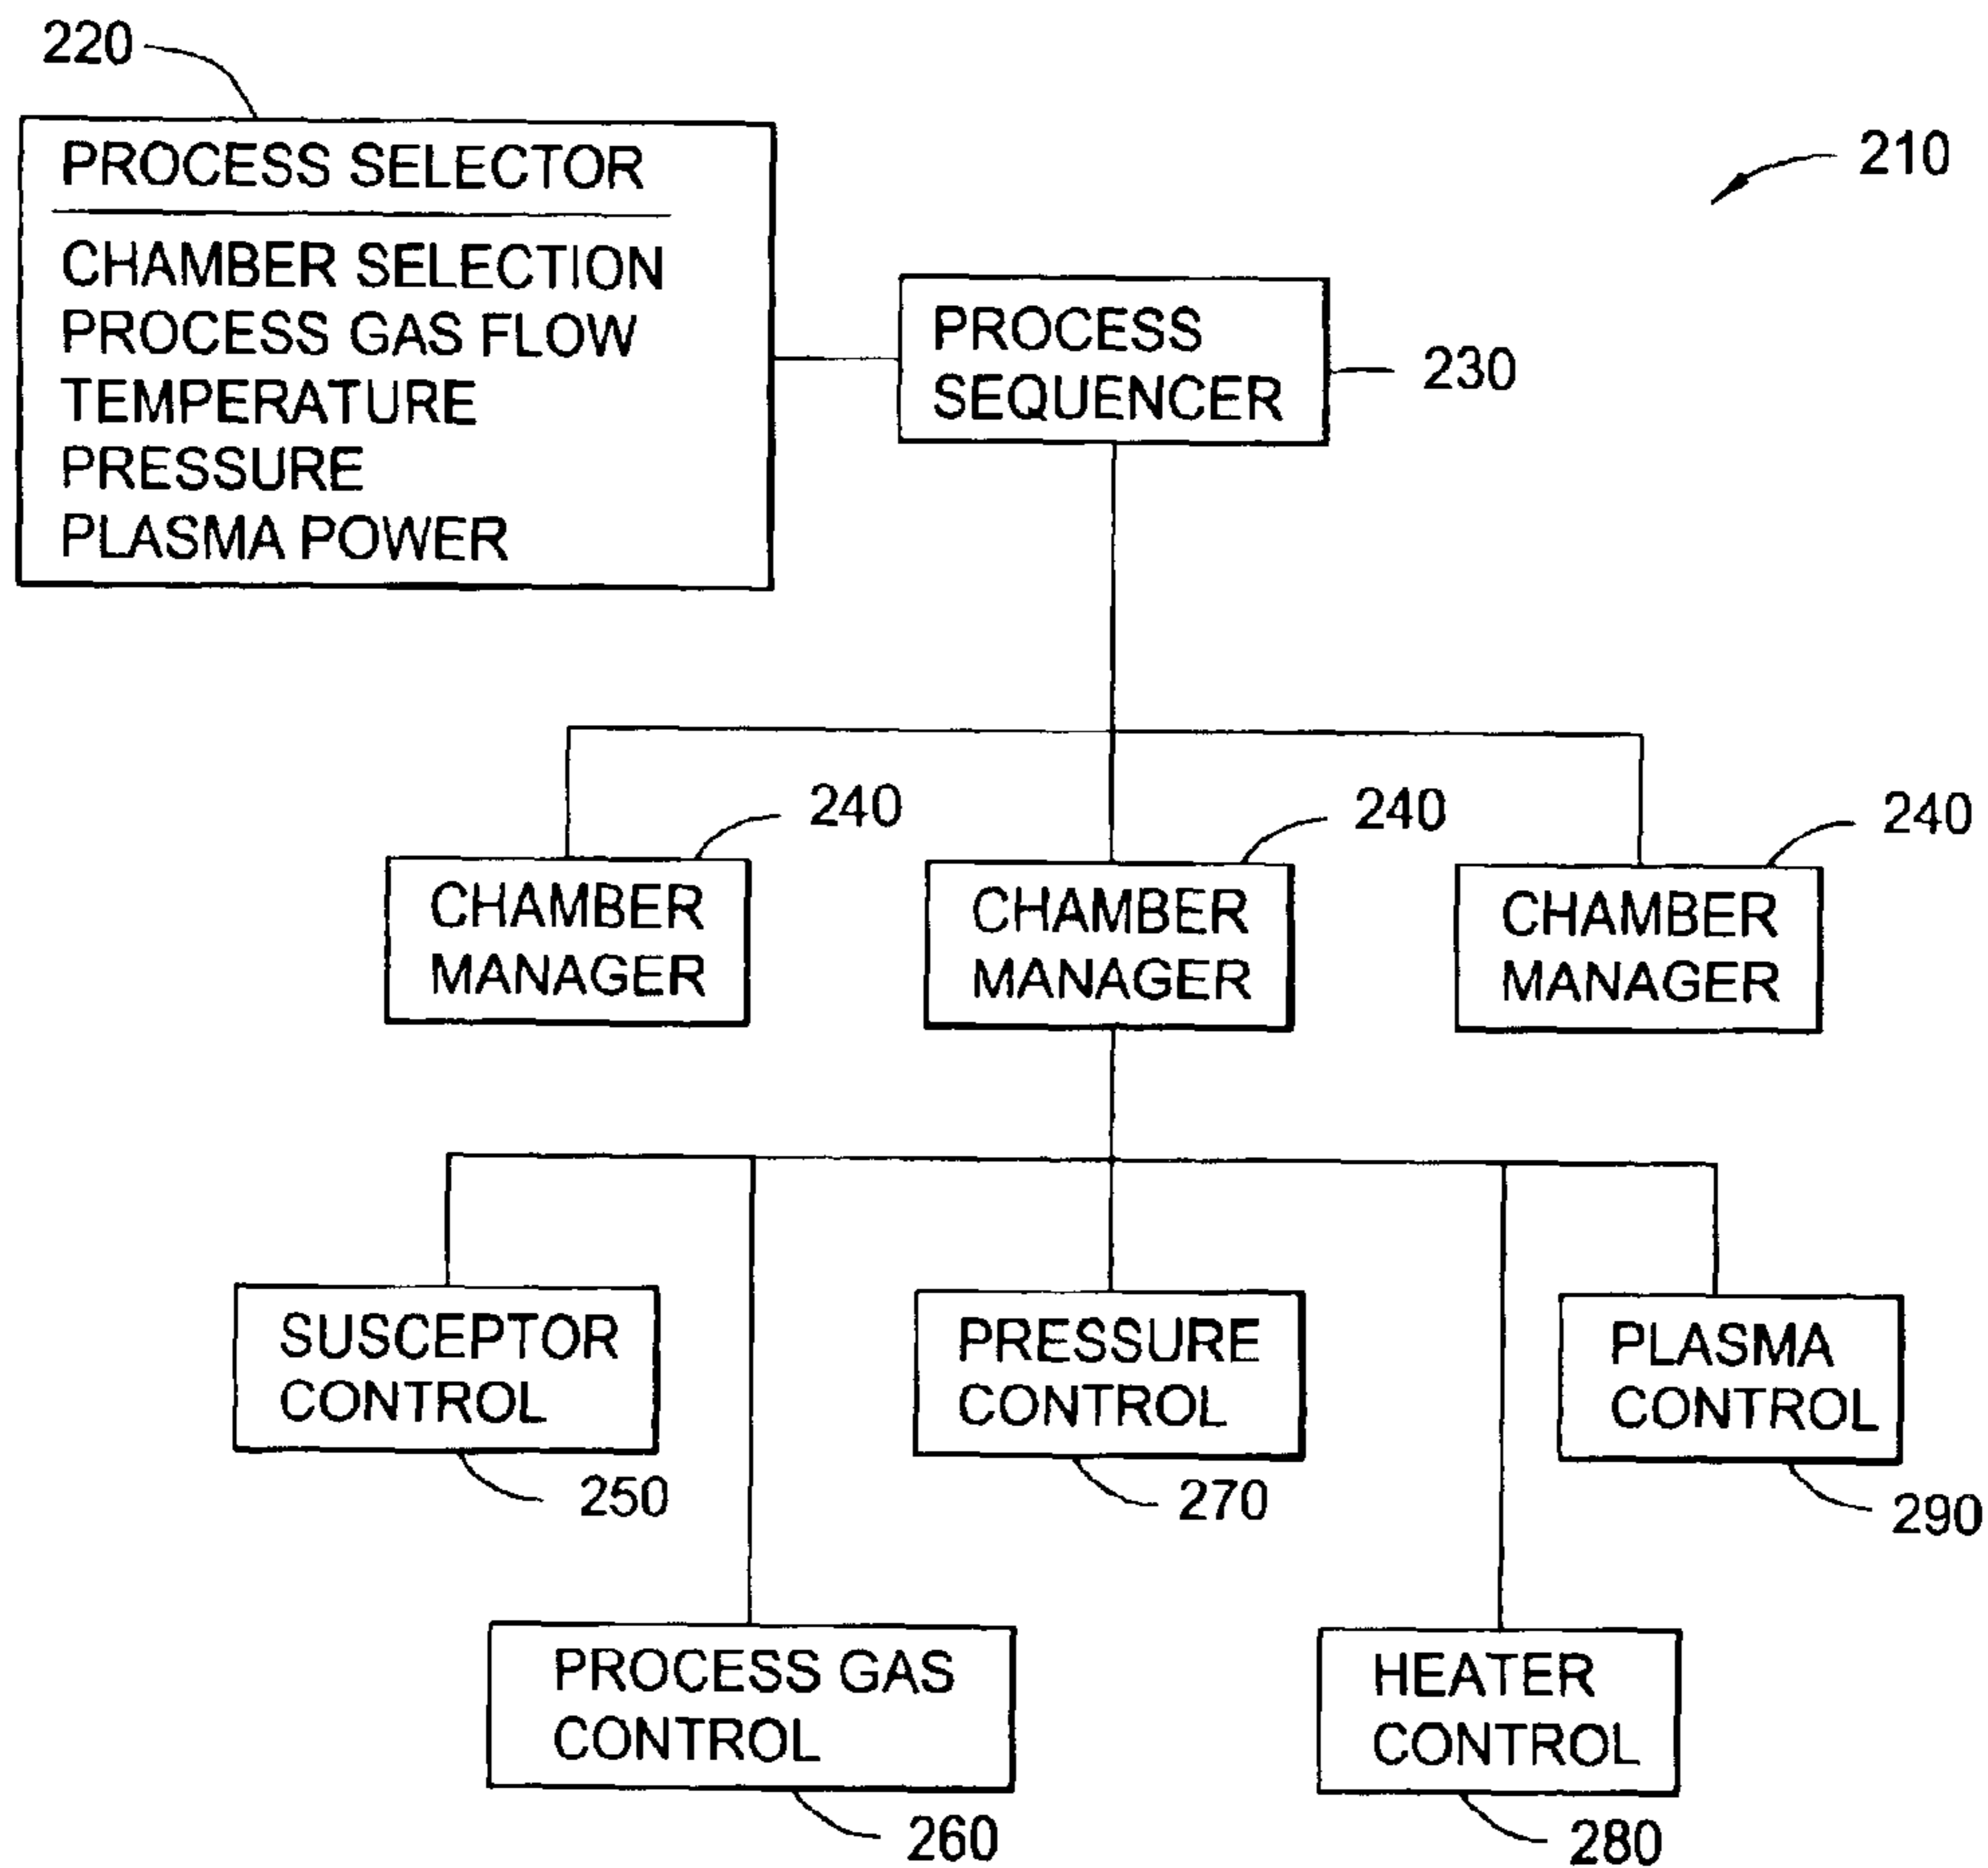 220
PROCESS SELECTOR
CHAMBER SELECTION
PROCESS GAS FLOW
TEMPERATURE
PRESSURE
PLASMA POWER
210
PROCESS
SEQUENCER
230
240
CHAMBER
MANAGER
240
CHAMBER
MANAGER
240
CHAMBER
MANAGER
SUSCEPTOR
CONTROL
250
PRESSURE
CONTROL
270
PLASMA
CONTROL
290
PROCESS GAS
CONTROL
260
HEATER
CONTROL
280